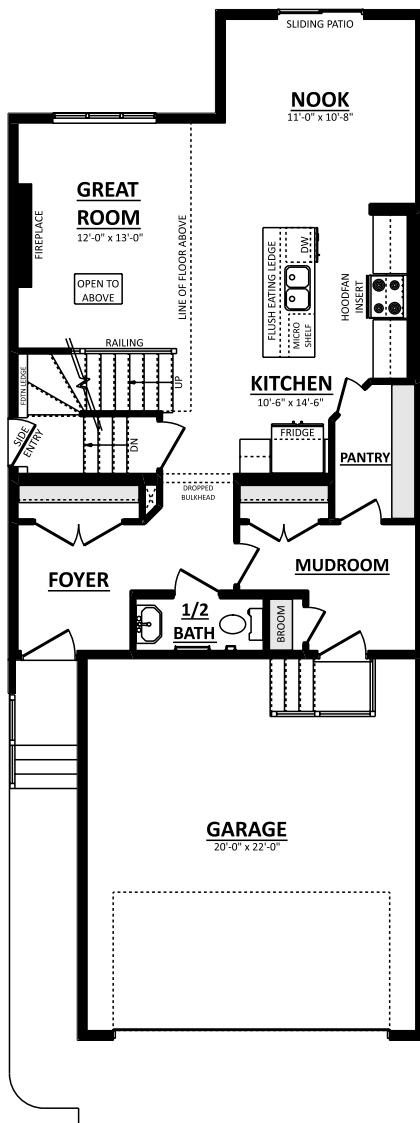 SLIDING PATIO
NOOK
11'-0" x 10'-8"
GREAT
ROOM
12'-0" x 13'-0"
FIREPLACE
OPEN TO
ABOVE
LINE OF FLOOR ABOVE
FLUSH EATING LEDGE
DW
MICRO
SHELF
HOODFAN
INSERT
RAILING
UP
FDTN LEDGE
SIDE
ENTRY
DN
KITCHEN
10'-6" x 14'-6"
FRIDGE
PANTRY
DROPPED
BULKHEAD
FOYER
MUDROOM
1/2
BATH
BROOM
GARAGE
20'-0" x 22'-0"